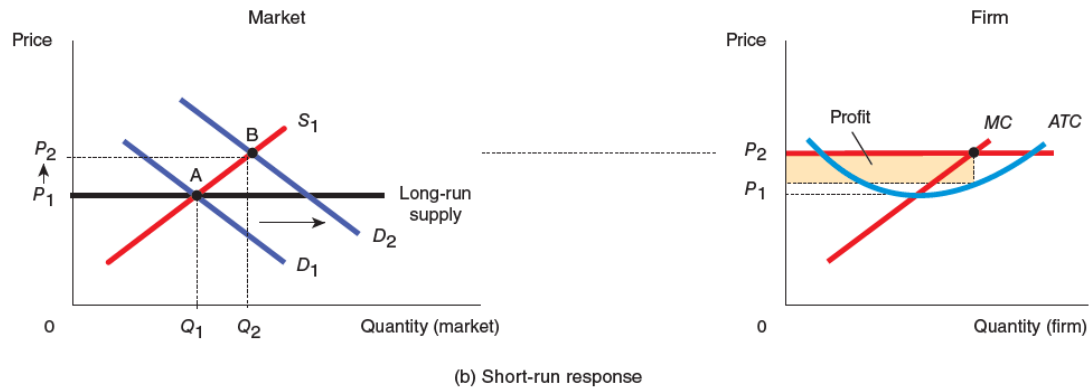 Market
Price
S1
B
P2
A
P1
Long-run
supply
D2
D1
0
Q1
Q2
Quantity (market)
Firm
Price
Profit
MC
ATC
P2
P1
0
Quantity (firm)
(b) Short-run response